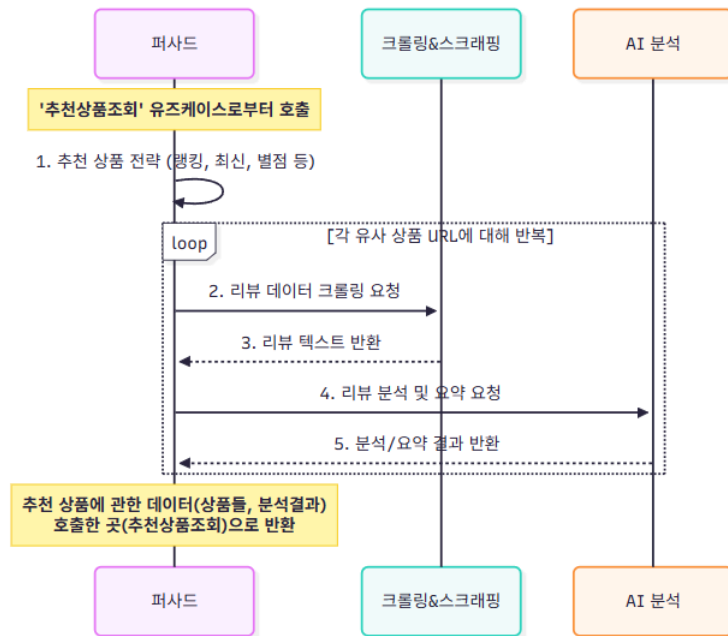 퍼사드
크롤링&스크래핑
AI 분석
'추천상품조회' 유즈케이스로부터 호출
1. 추천 상품 전략 (랭킹, 최신, 별점 등)
loop
[각 유사 상품 URL에 대해 반복]
2. 리뷰 데이터 크롤링 요청
3. 리뷰 텍스트 반환
4. 리뷰 분석 및 요약 요청
5. 분석/요약 결과 반환
추천 상품에 관한 데이터(상품들, 분석결과)
호출한 곳(추천상품조회)으로 반환
퍼사드
크롤링&스크래핑
AI 분석